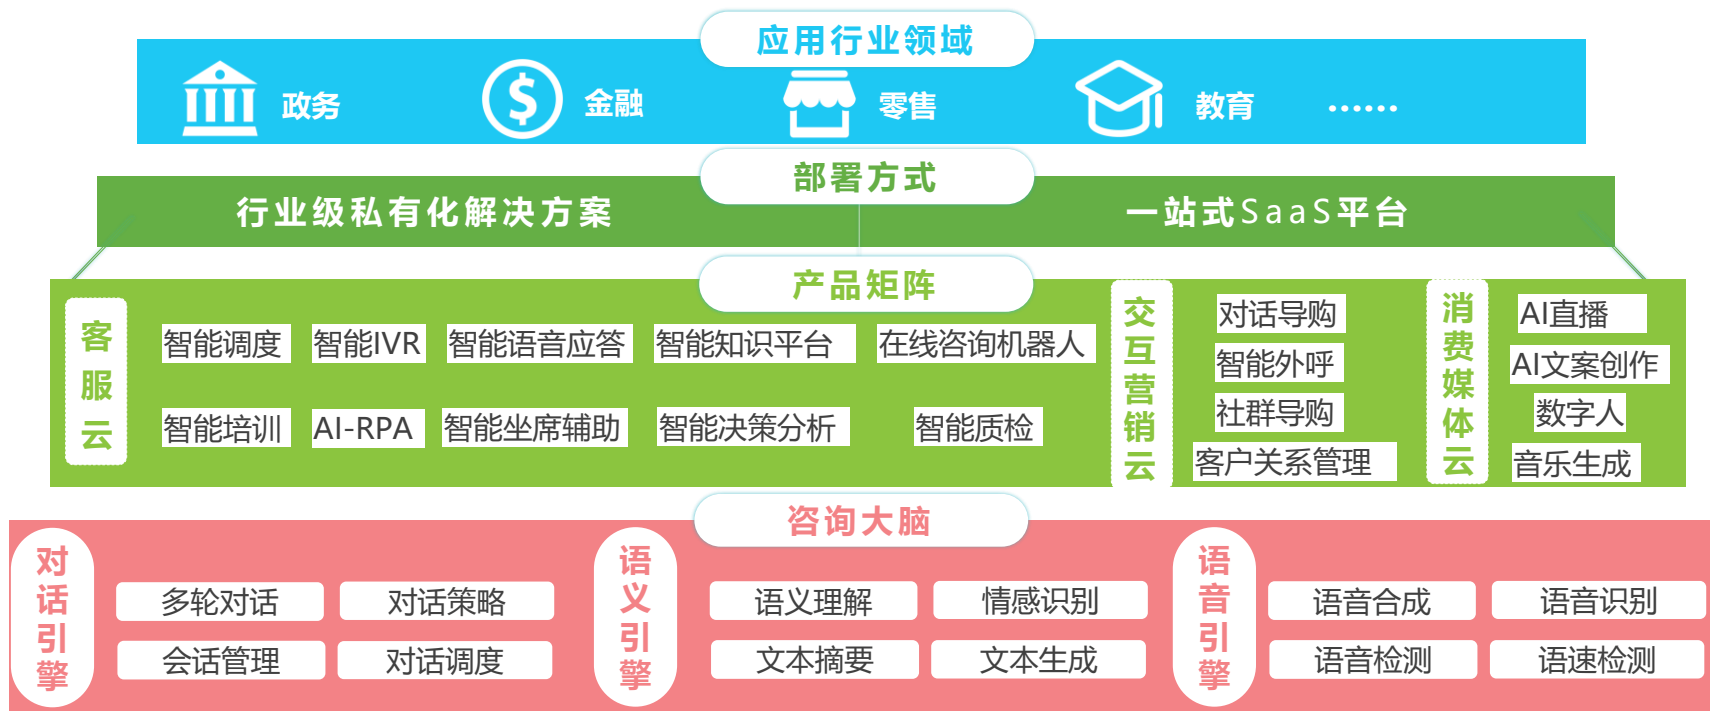 应用行业领域
政务
金融
零售
教育
......
部署方式
行业级私有化解决方案
一站式SaaS平台
产品矩阵
客服云
智能调度
智能IVR
智能语音应答
智能知识平台
在线咨询机器人
智能培训
AI-RPA
智能坐席辅助
智能决策分析
智能质检
交互营销云
对话导购
智能外呼
社群导购
客户关系管理
消费媒体云
AI直播
AI文案创作
数字人
音乐生成
咨询大脑
对话引擎
多轮对话
对话策略
会话管理
对话调度
语义引擎
语义理解
情感识别
文本摘要
文本生成
语音引擎
语音合成
语音识别
语音检测
语速检测